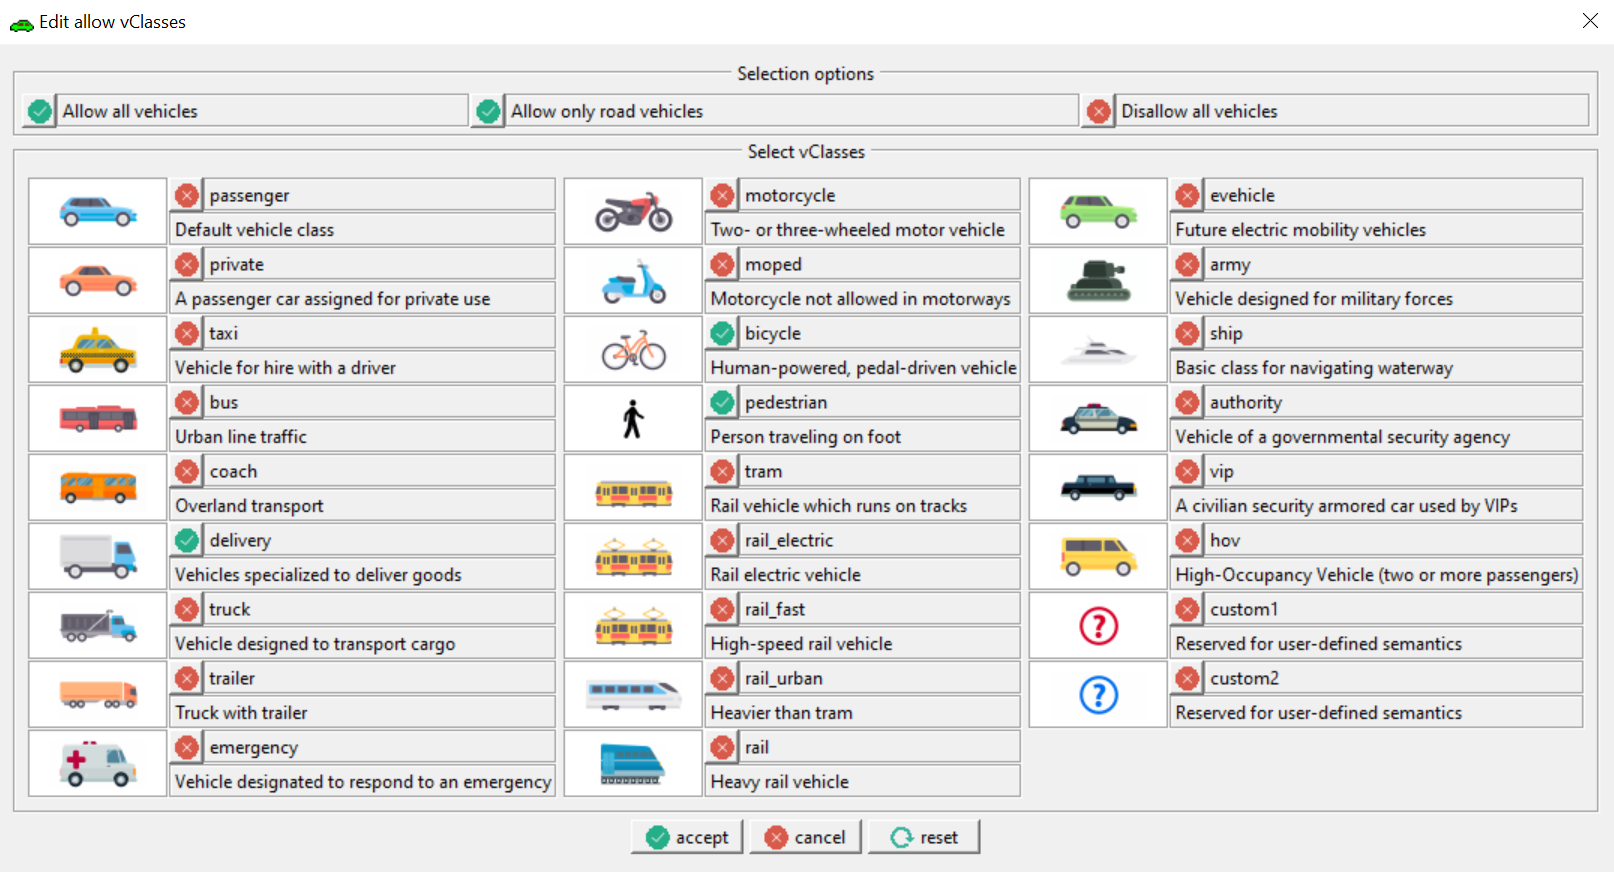 Edit allow vClasses
Selection options
Allow all vehicles
Allow only road vehicles
Disallow all vehicles
Select vClasses
passenger
Default vehicle class
private
A passenger car assigned for private use
taxi
Vehicle for hire with a driver
bus
Urban line traffic
coach
Overland transport
delivery
Vehicles specialized to deliver goods
truck
Vehicle designed to transport cargo
trailer
Truck with trailer
emergency
Vehicle designated to respond to an emergency
motorcycle
Two- or three-wheeled motor vehicle
moped
Motorcycle not allowed in motorways
bicycle
Human-powered, pedal-driven vehicle
pedestrian
Person traveling on foot
tram
Rail vehicle which runs on tracks
rail_electric
Rail electric vehicle
rail_fast
High-speed rail vehicle
rail_urban
Heavier than tram
rail
Heavy rail vehicle
evehicle
Future electric mobility vehicles
army
Vehicle designed for military forces
ship
Basic class for navigating waterway
authority
Vehicle of a governmental security agency
vip
A civilian security armored car used by VIPs
hov
High-Occupancy Vehicle (two or more passengers)
?
custom1
Reserved for user-defined semantics
?
custom2
Reserved for user-defined semantics
accept
cancel
reset